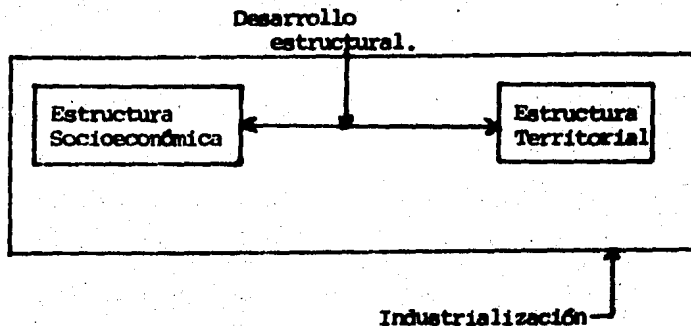 Desarrollo
estructural.
Estructura
Socioeconómica
Estructura
Territorial
Industrialización